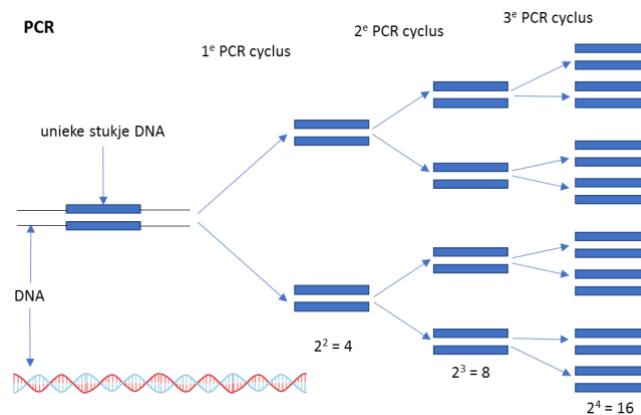 PCR
1e PCR cyclus
2e PCR cyclus
3e PCR cyclus
unieke stukje DNA
DNA
2² = 4
2³ = 8
2⁴ = 16